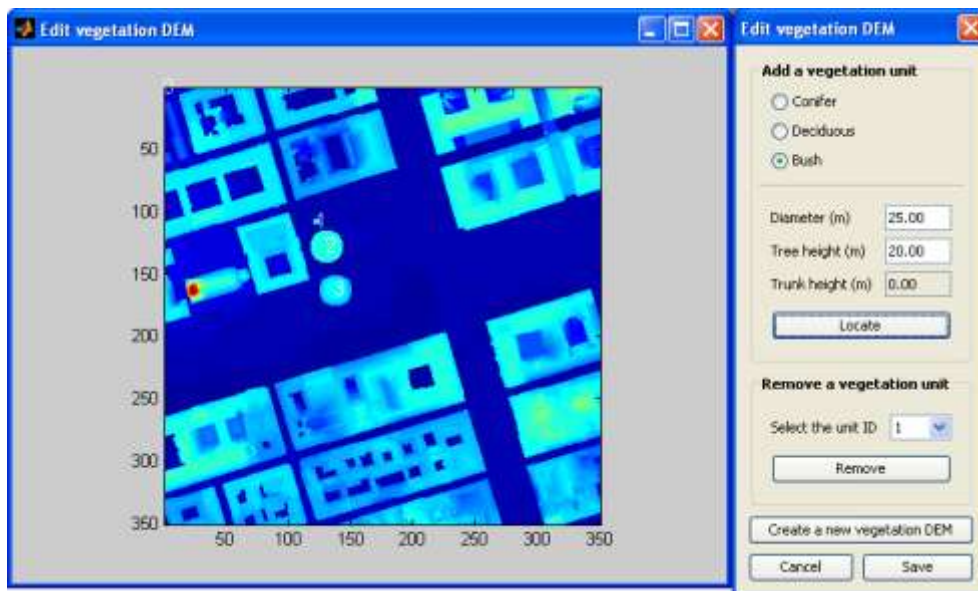 Edit vegetation DEM
50
100
150
200
250
300
350
50
100
150
200
250
300
350
Edit vegetation DEM
Add a vegetation unit
Conifer
Deciduous
Bush
Diameter (m)
25.00
Tree height (m)
20.00
Trunk height (m)
0.00
Locate
Remove a vegetation unit
Select the unit ID
1
Remove
Create a new vegetation DEM
Cancel
Save